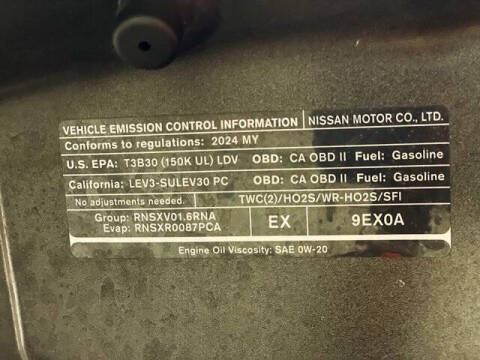 VEHICLE EMISSION CONTROL INFORMATION NISSAN MOTOR CO., LTD.
Conforms to regulations: 2024 MY
U.S. EPA: T3B30 (150K UL) LDV OBD: CA OBD II Fuel: Gasoline
California: LEV3-SULEV30 PC OBD: CA OBD II Fuel: Gasoline
No adjustments needed. TWC(2)/HO2S/WR-HO2S/SFI
Group: RNSXV01.6RNA
Evap: RNSXR0087PCA
EX 9EX0A
Engine Oil Viscosity: SAE 0W-20